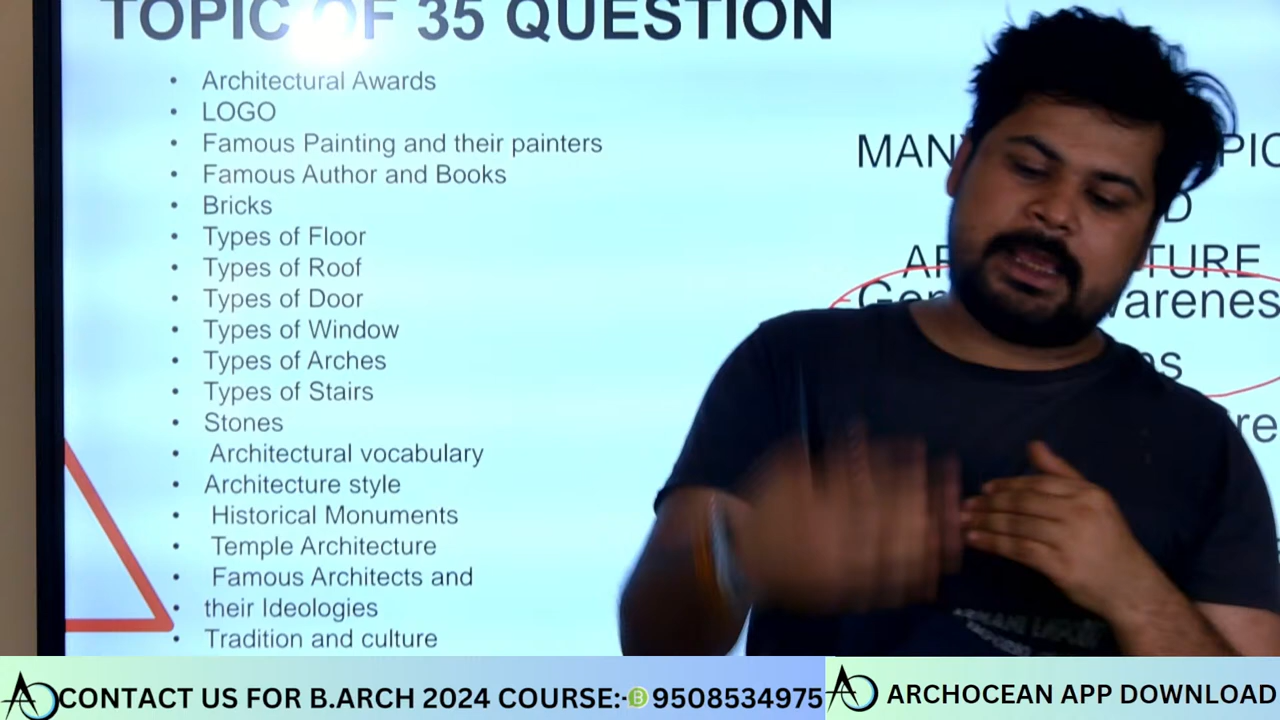 TOPIC OF 35 QUESTION
• Architectural Awards
• LOGO
• Famous Painting and their painters
• Famous Author and Books
• Bricks
• Types of Floor
• Types of Roof
• Types of Door
• Types of Window
• Types of Arches
• Types of Stairs
• Stones
• Architectural vocabulary
• Architecture style
• Historical Monuments
• Temple Architecture
• Famous Architects and
• their Ideologies
• Tradition and culture
CONTACT US FOR B.ARCH 2024 COURSE:- 9508534975
ARCHOCEAN APP DOWNLOAD